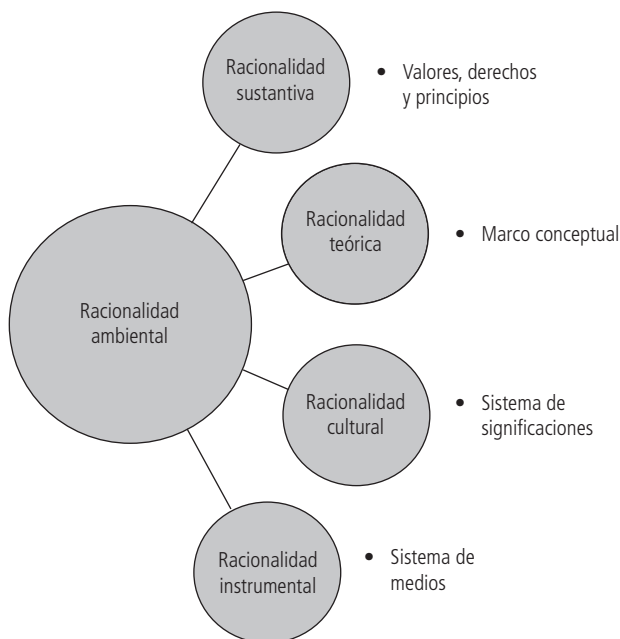 Racionalidad
sustantiva
• Valores, derechos
y principios
Racionalidad
teórica
• Marco conceptual
Racionalidad
ambiental
Racionalidad
cultural
• Sistema de
significaciones
Racionalidad
instrumental
• Sistema de
medios